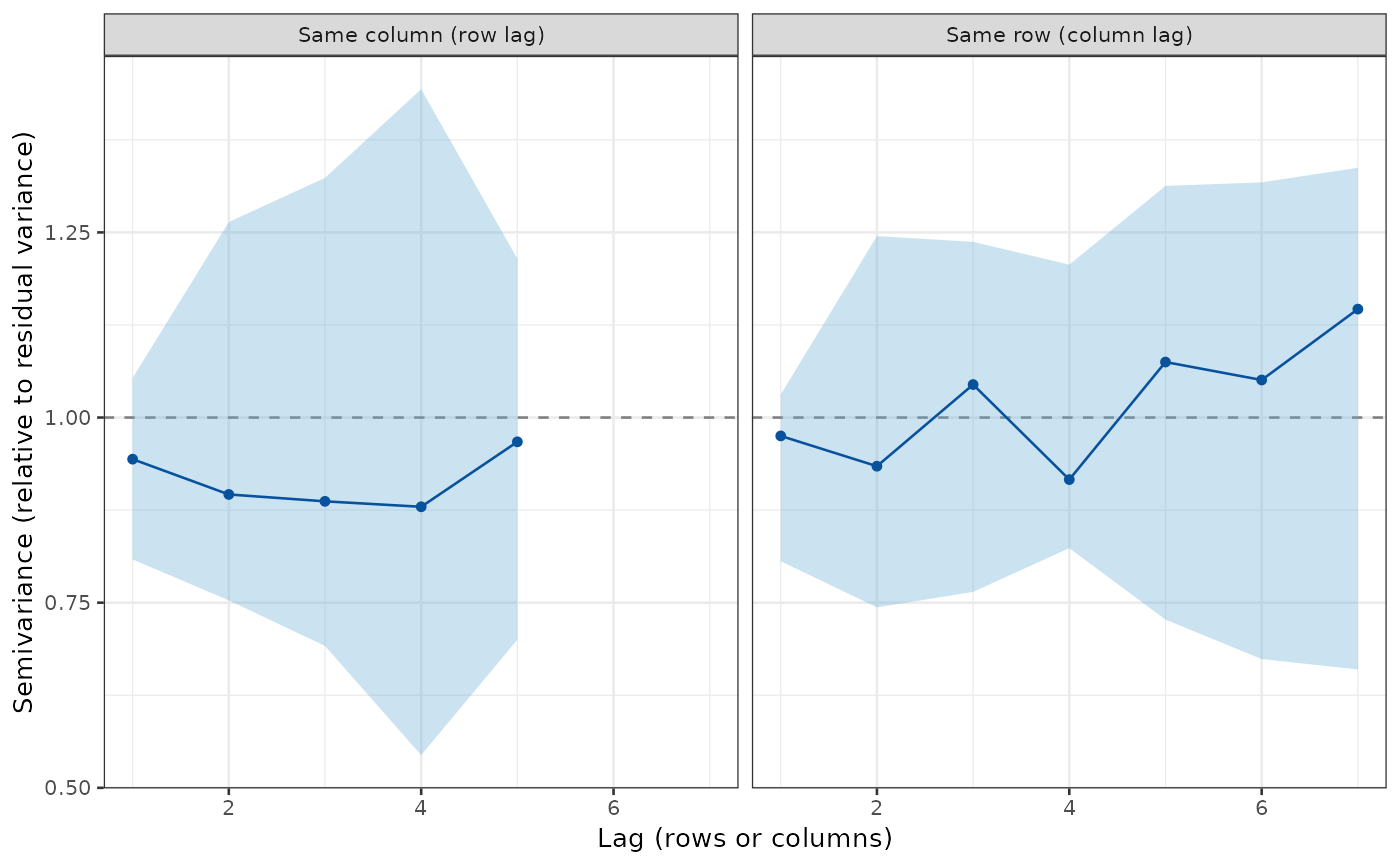 Same column (row lag)
Same row (column lag)
Semivariance (relative to residual variance)
1.25
1.00
0.75
0.50
2 4 6
2 4 6
Lag (rows or columns)